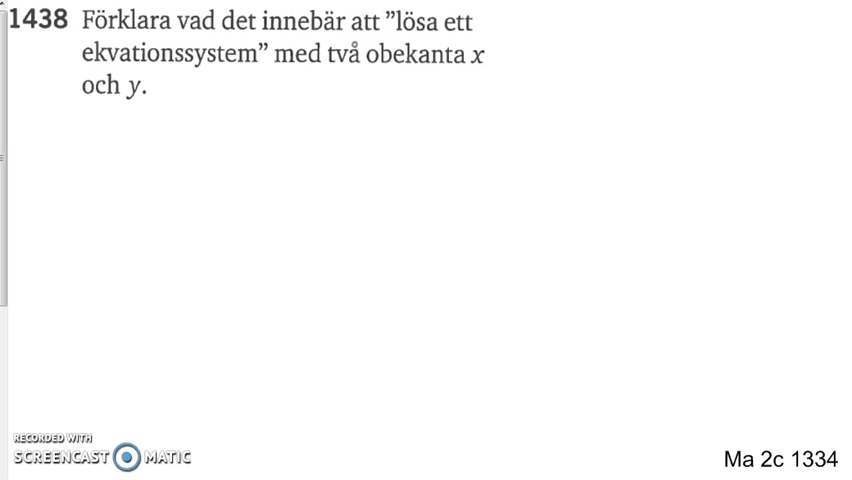 1438 Förklara vad det innebär att ”lösa ett
ekvationssystem” med två obekanta x
och y.
RECORDED WITH
SCREENCAST MATIC
Ma 2c 1334